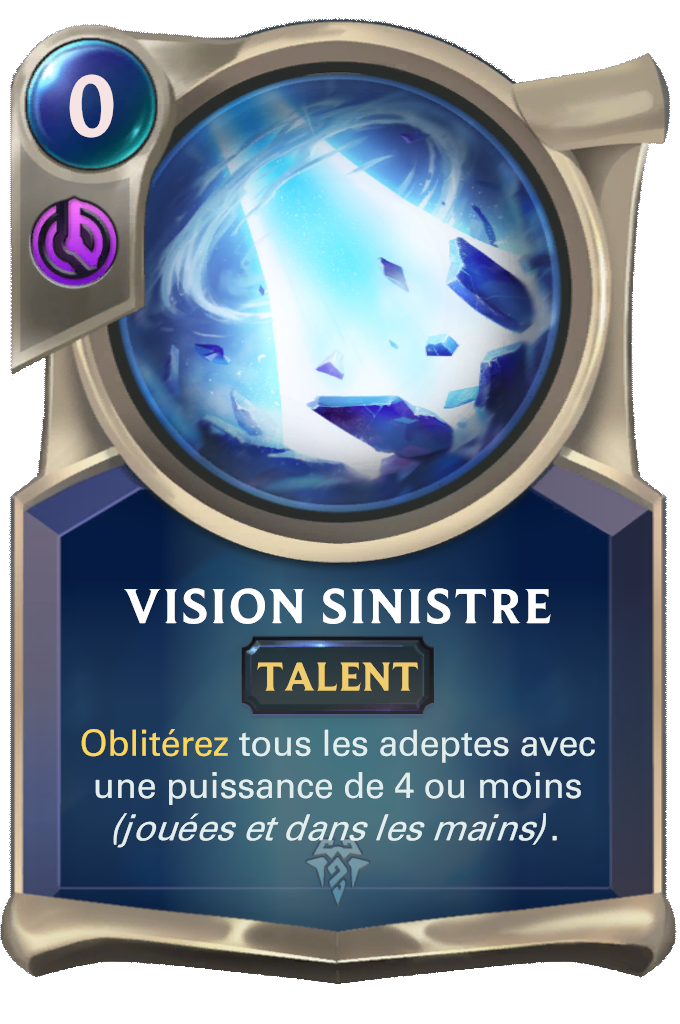 0
VISION SINISTRE
TALENT
Oblitérez tous les adeptes avec
une puissance de 4 ou moins
(jouées et dans les mains).